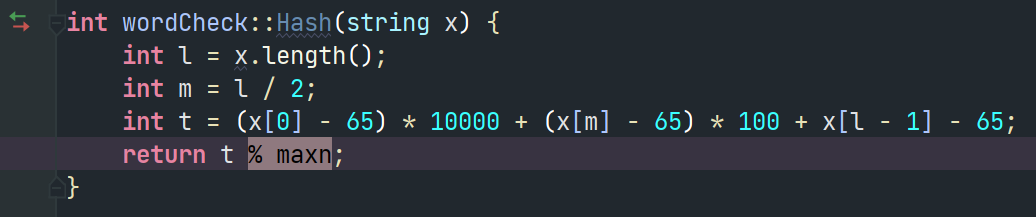 int wordCheck::Hash(string x) {
    int l = x.length();
    int m = l / 2;
    int t = (x[0] - 65) * 10000 + (x[m] - 65) * 100 + x[l - 1] - 65;
    return t % maxn;
}